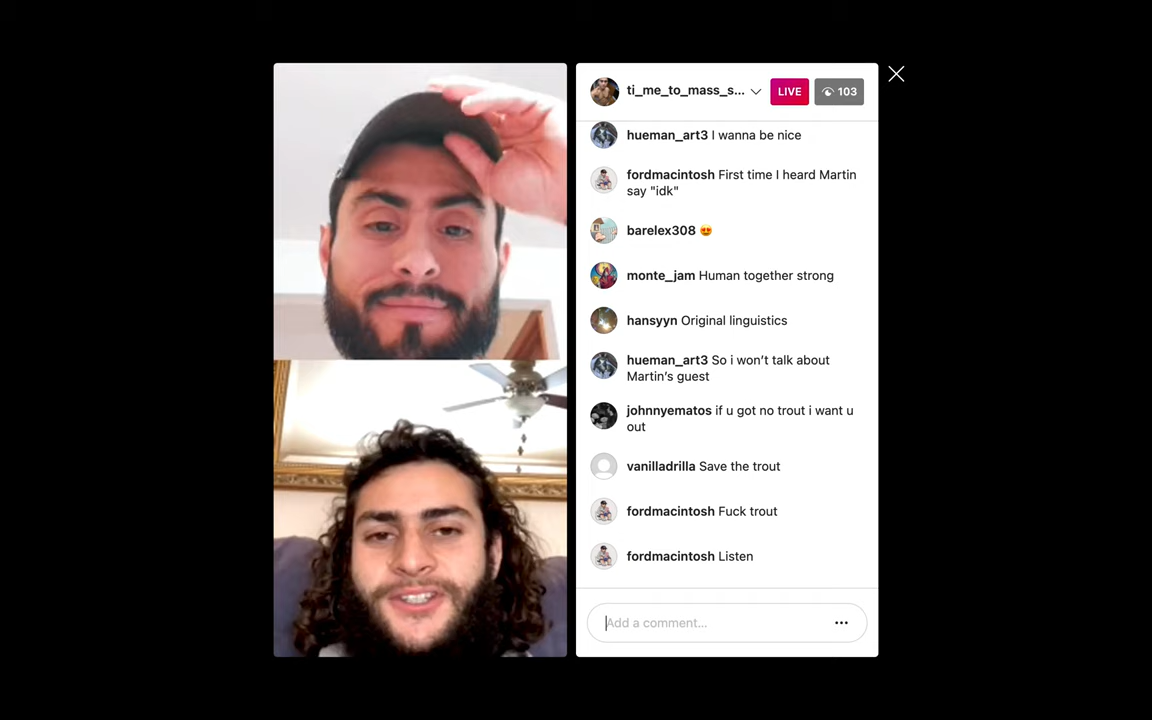 ti_me_to_mass_s...
LIVE
103
hueman_art3 I wanna be nice
fordmacintosh First time I heard Martin
say "idk"
barelex308 😍
monte_jam Human together strong
hansyyn Original linguistics
hueman_art3 So i won’t talk about
Martin’s guest
johnnyematos if u got no trout i want u
out
vanilladrilla Save the trout
fordmacintosh Fuck trout
fordmacintosh Listen
Add a comment...